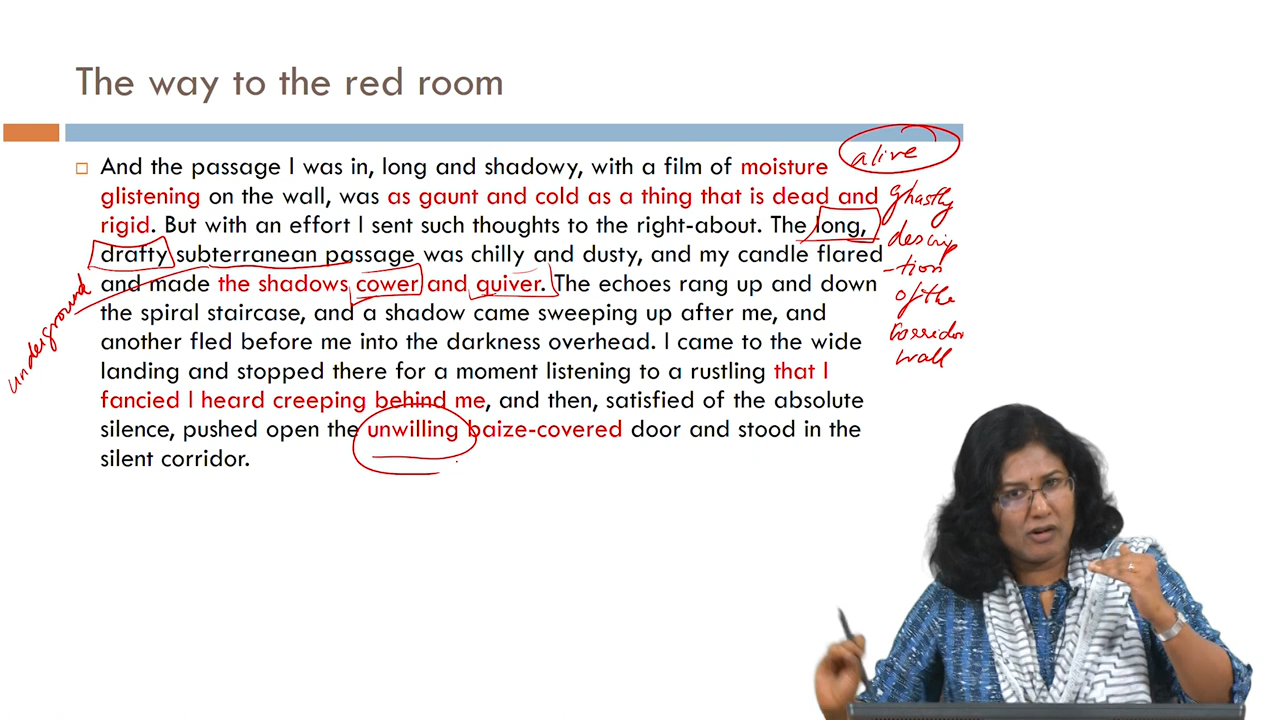 The way to the red room
And the passage I was in, long and shadowy, with a film of moisture
glistening on the wall, was as gaunt and cold as a thing that is dead and
rigid. But with an effort I sent such thoughts to the right-about. The long,
drafty subterranean passage was chilly and dusty, and my candle flared
and made the shadows cower and quiver. The echoes rang up and down
the spiral staircase, and a shadow came sweeping up after me, and
another fled before me into the darkness overhead. I came to the wide
landing and stopped there for a moment listening to a rustling that I
fancied I heard creeping behind me, and then, satisfied of the absolute
silence, pushed open the unwilling baize-covered door and stood in the
silent corridor.
alive
ghastly
descrip
-tion
of the
corridor
wall
underground